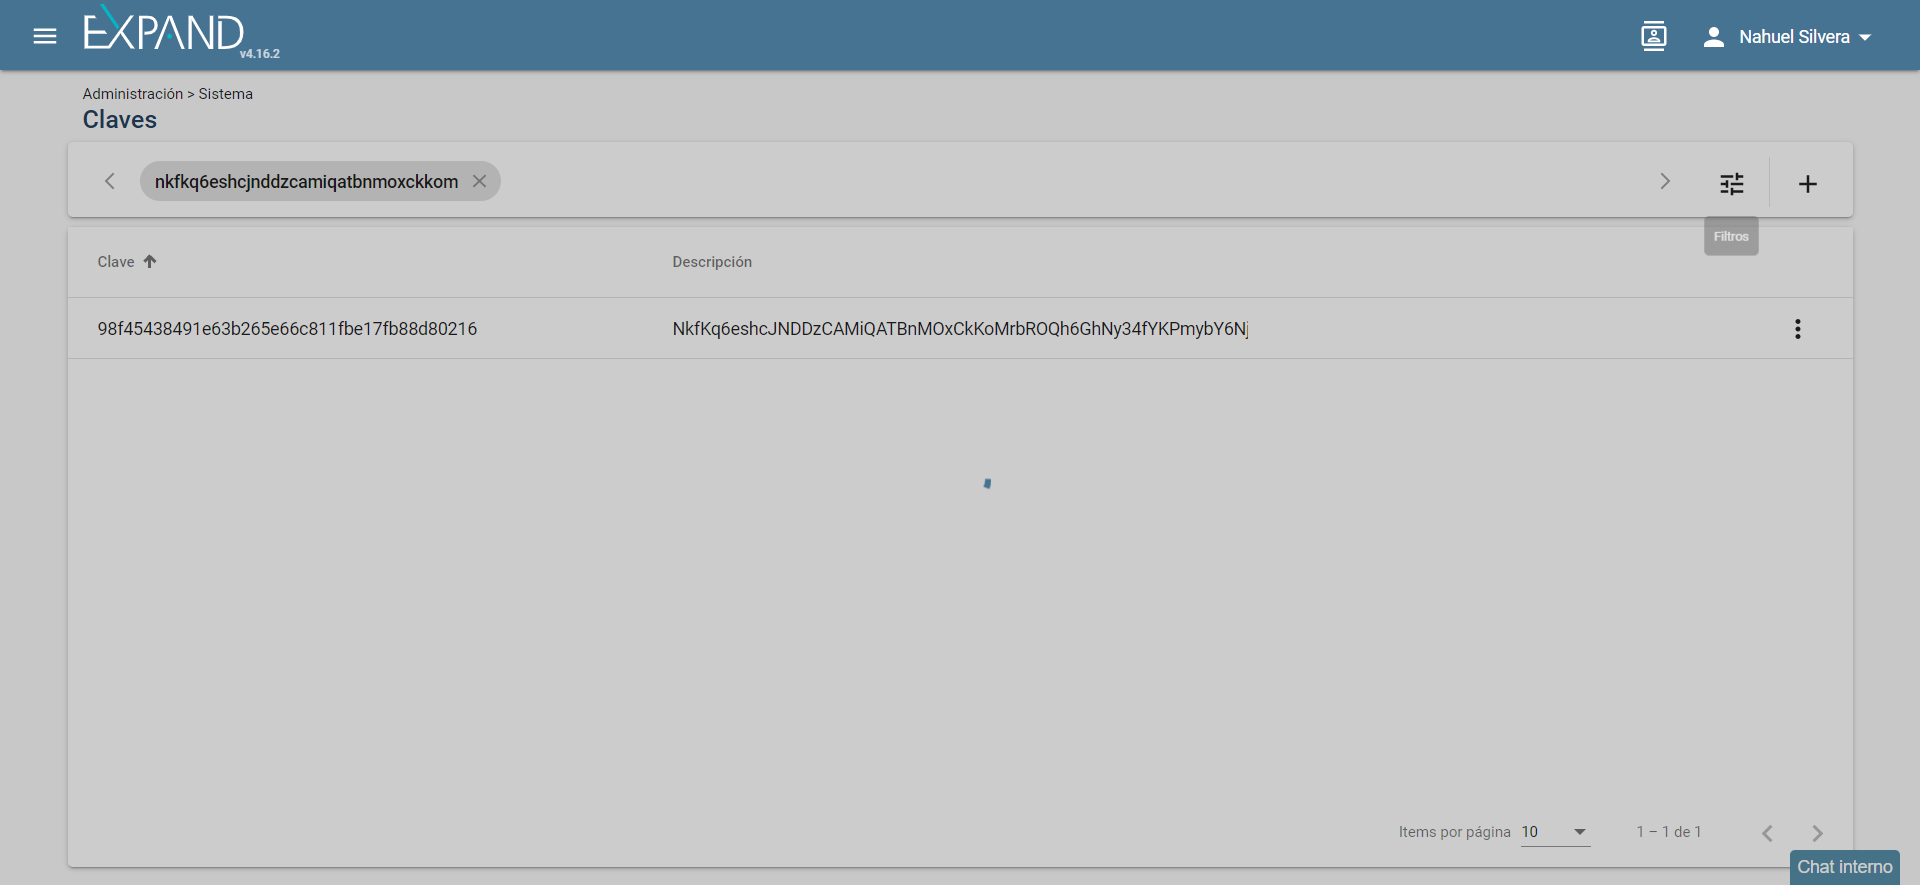 EXPAND
v4.16.2
Nahuel Silvera
Administración > Sistema
Claves
nkfkq6eshcjnddzcamiqatbnmoxckkom
Filtros
Clave Descripción
98f45438491e63b265e66c811fbe17fb88d80216 NkfKq6eshcJNDDzCAMiQATBnMOxCkKoMrbROQh6GhNy34fYKPmybY6Nj
Items por página 10 1 – 1 de 1
Chat interno